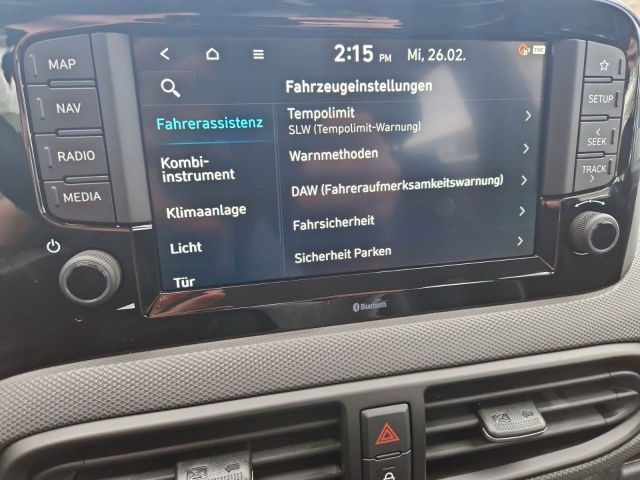 2:15 PM
Mi, 26.02.
TMC
Fahrzeugeinstellungen
Fahrerassistenz
Kombi-
instrument
Klimaanlage
Licht
Tür
Tempolimit
SLW (Tempolimit-Warnung)
Warnmethoden
DAW (Fahreraufmerksamkeitswarnung)
Fahrsicherheit
Sicherheit Parken
MAP
NAV
RADIO
MEDIA
SETUP
SEEK
TRACK
Bluetooth